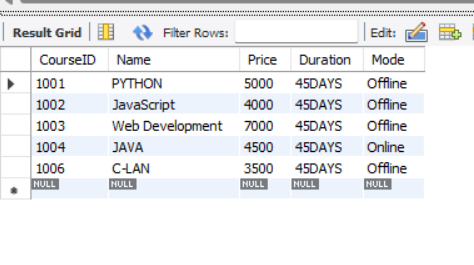 Result Grid Filter Rows: Edit:
CourseID Name Price Duration Mode
1001 PYTHON 5000 45DAYS Offline
1002 JavaScript 4000 45DAYS Offline
1003 Web Development 7000 45DAYS Offline
1004 JAVA 4500 45DAYS Online
1006 C-LAN 3500 45DAYS Offline
NULL NULL NULL NULL NULL